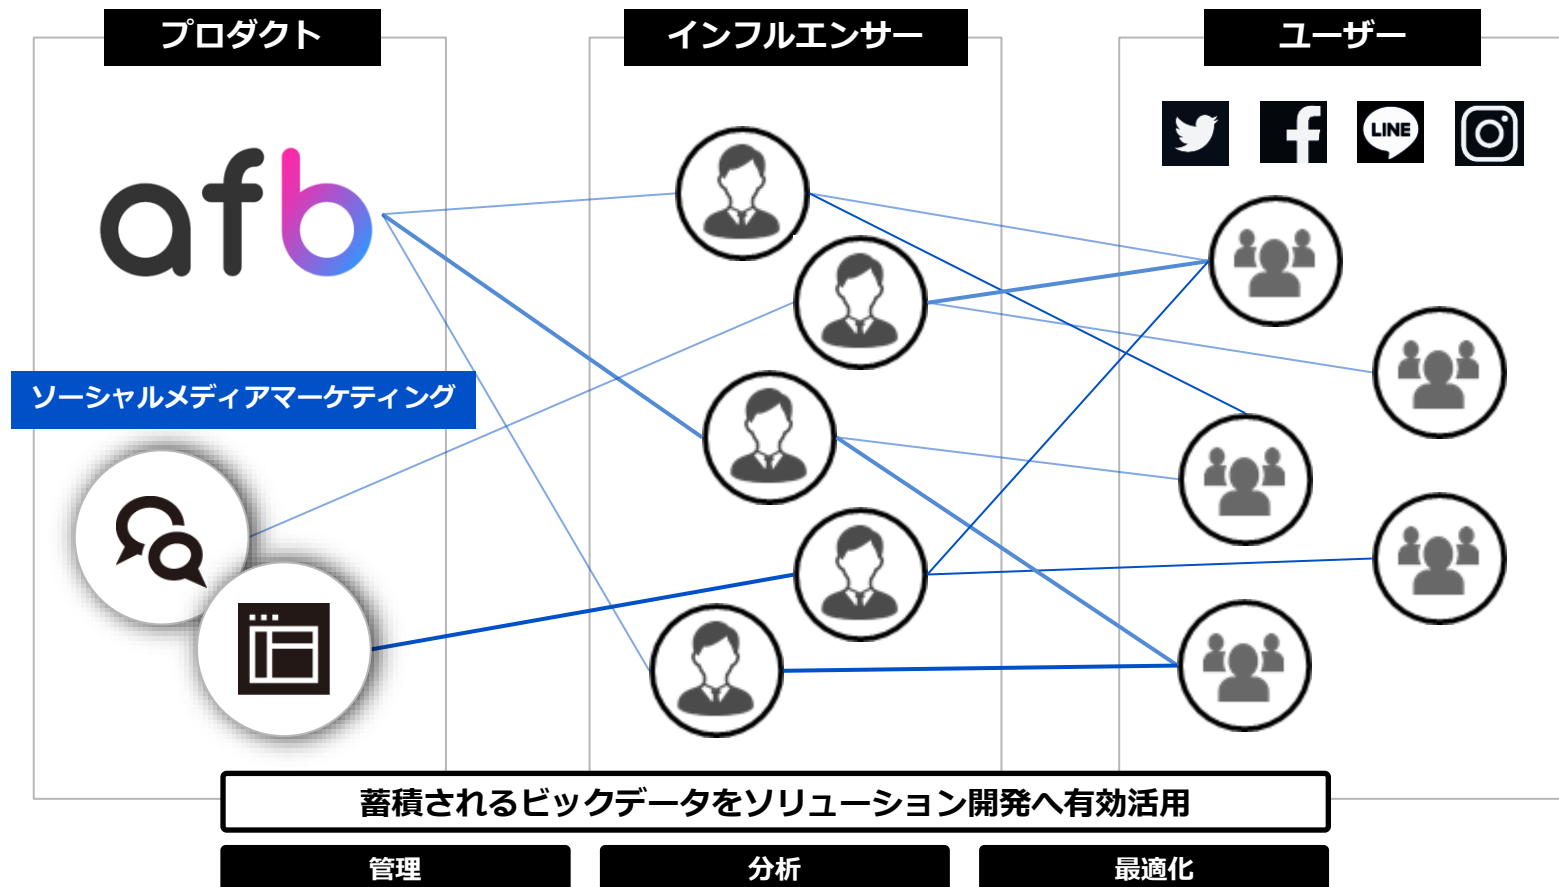 プロダクト
インフルエンサー
ユーザー
LINE
afb
ソーシャルメディアマーケティング
蓄積されるビックデータをソリューション開発へ有効活用
管理
分析
最適化